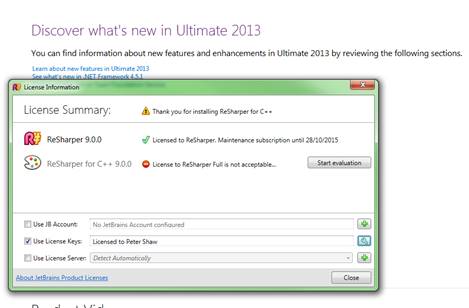 Discover what's new in Ultimate 2013
You can find information about new features and enhancements in Ultimate 2013 by reviewing the following sections.
Learn about new features in Ultimate 2013
See what's new in .NET Framework 4.5.1
License Information
License Summary:
Thank you for installing ReSharper for C++
ReSharper 9.0.0
Licensed to ReSharper. Maintenance subscription until 28/10/2015
ReSharper for C++ 9.0.0
License to ReSharper Full is not acceptable...
Start evaluation
Use JB Account:
No JetBrains Account configured
Use License Keys:
Licensed to Peter Shaw
Use License Server:
Detect Automatically
About JetBrains Product Licenses
Close